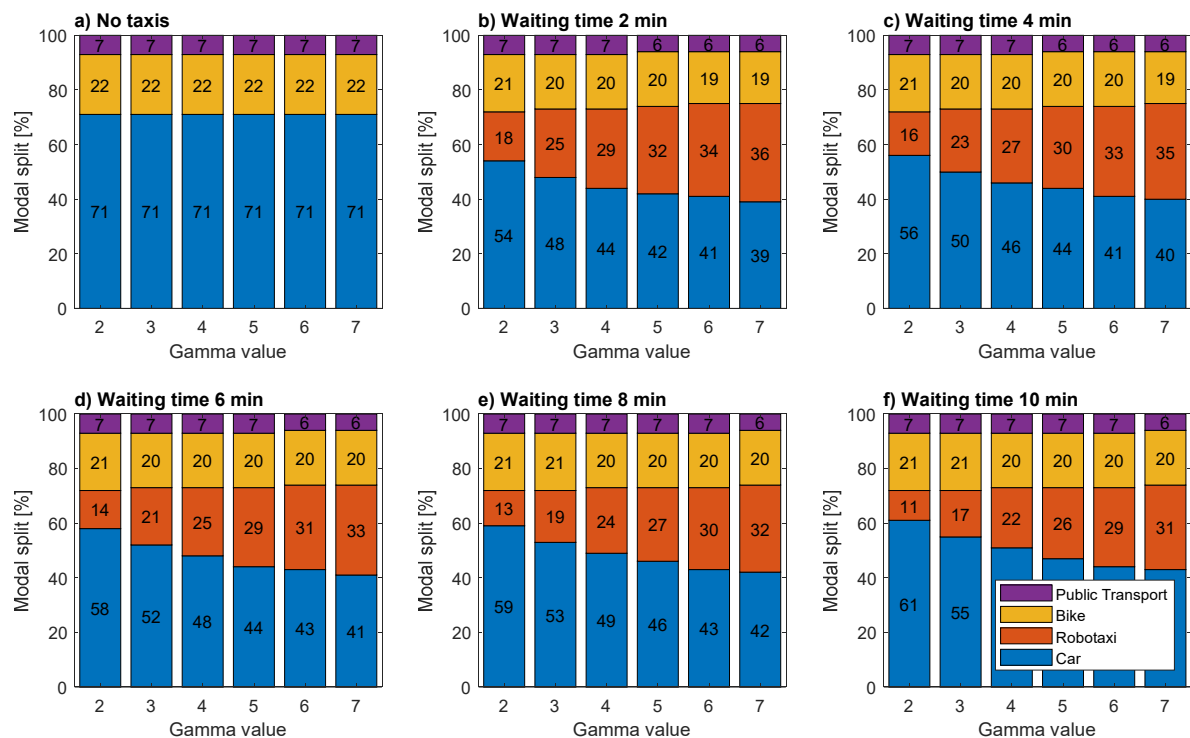 a) No taxis
Modal split [%]
100
80
60
40
20
0
7 7 7 7 7 7
22 22 22 22 22 22
71 71 71 71 71 71
2 3 4 5 6 7
Gamma value
b) Waiting time 2 min
Modal split [%]
100
80
60
40
20
0
7 7 7 6 6 6
21 20 20 20 19 19
18 25 29 32 34 36
54 48 44 42 41 39
2 3 4 5 6 7
Gamma value
c) Waiting time 4 min
Modal split [%]
100
80
60
40
20
0
7 7 7 6 6 6
21 20 20 20 20 19
16 23 27 30 33 35
56 50 46 44 41 40
2 3 4 5 6 7
Gamma value
d) Waiting time 6 min
Modal split [%]
100
80
60
40
20
0
7 7 7 7 6 6
21 20 20 20 20 20
14 21 25 29 31 33
58 52 48 44 43 41
2 3 4 5 6 7
Gamma value
e) Waiting time 8 min
Modal split [%]
100
80
60
40
20
0
7 7 7 7 7 6
21 21 20 20 20 20
13 19 24 27 30 32
59 53 49 46 43 42
2 3 4 5 6 7
Gamma value
f) Waiting time 10 min
Modal split [%]
100
80
60
40
20
0
7 7 7 7 7 6
21 21 20 20 20 20
11 17 22 26 29 31
61 55
Public Transport
Bike
Robotaxi
Car
2 3 4 5 6 7
Gamma value